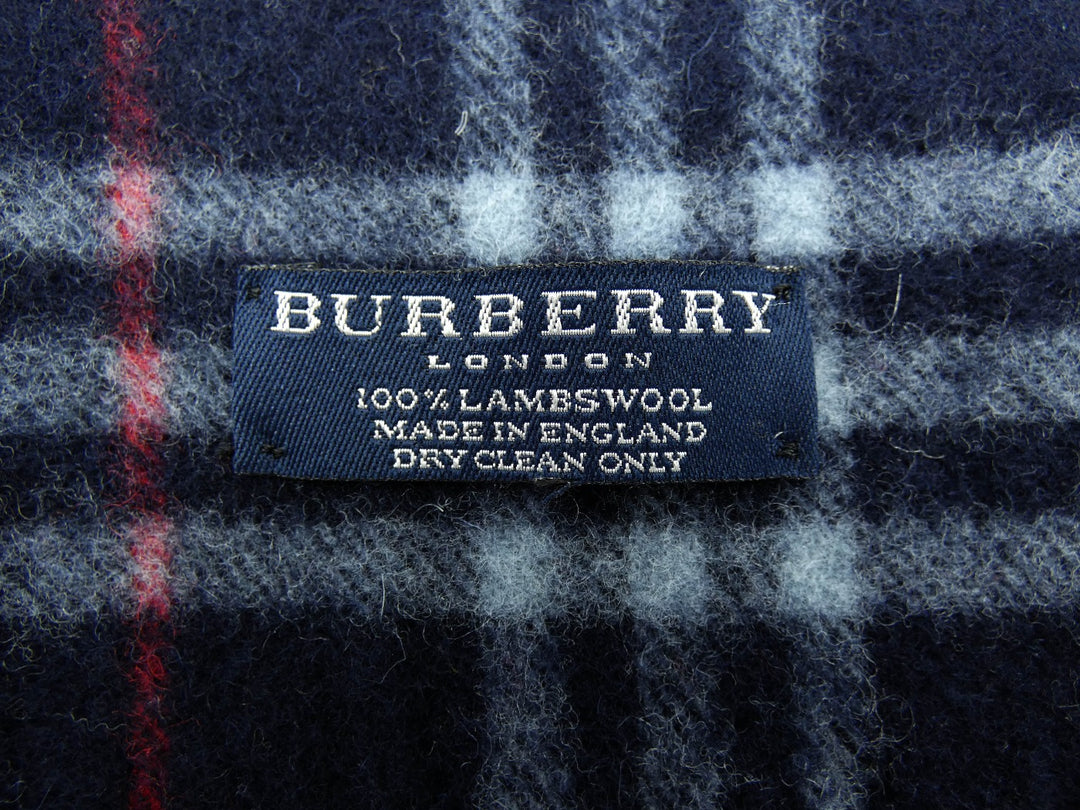 BURBERRY
LONDON
100% LAMBSWOOL
MADE IN ENGLAND
DRY CLEAN ONLY